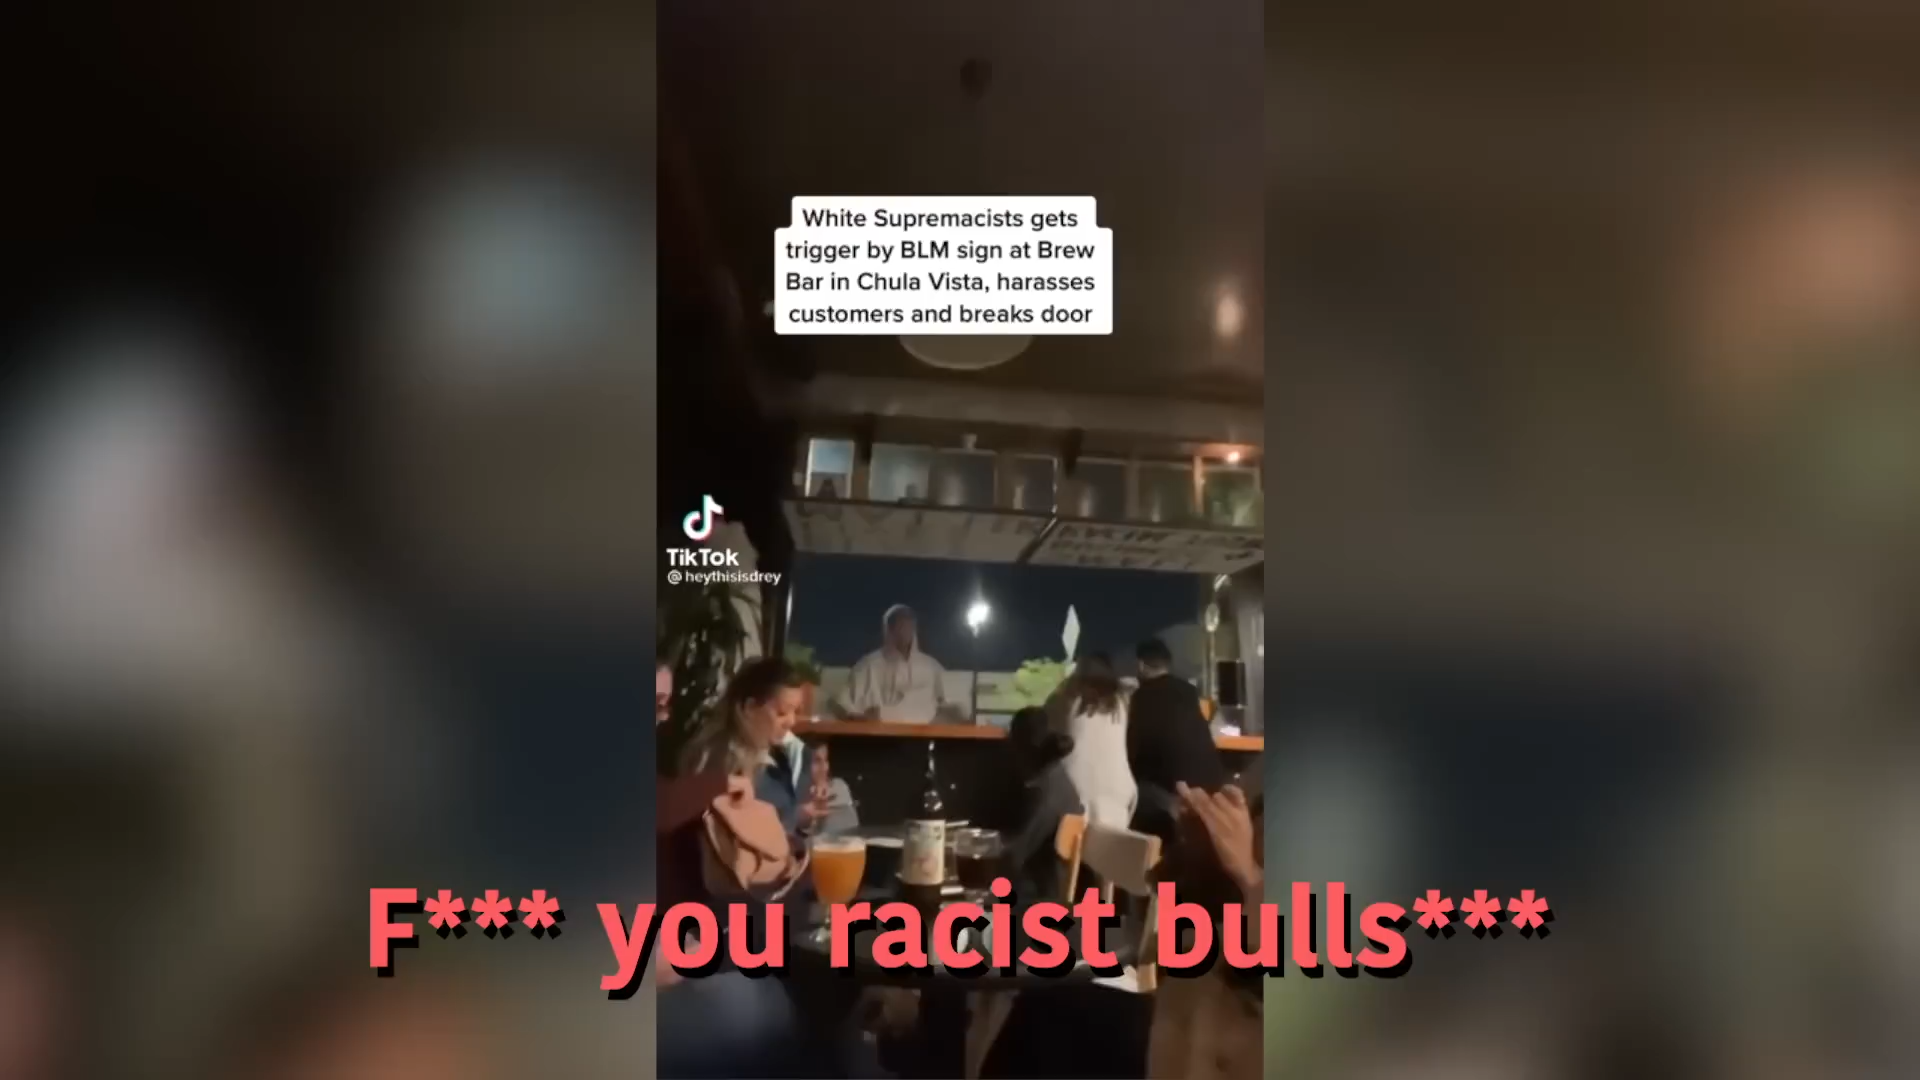 White Supremacists gets
trigger by BLM sign at Brew
Bar in Chula Vista, harasses
customers and breaks door
TikTok
@heythisisdrey
F*** you racist bulls***